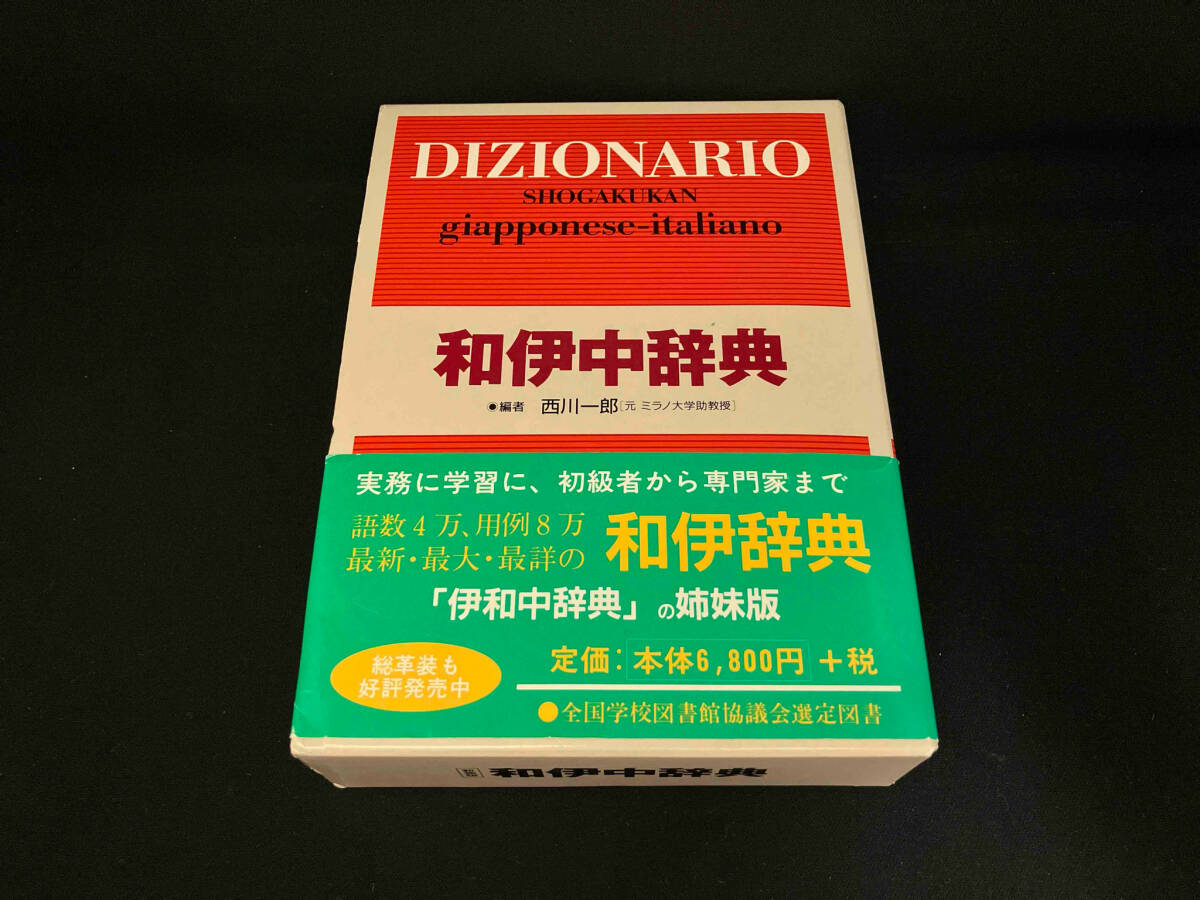 DIZIONARIO
SHOGAKUKAN
giapponese-italiano
和伊中辞典
●編者 西川一郎[元 ミラノ大学助教授]
実務に学習に、初級者から専門家まで
語数4万、用例8万
最新・最大・最詳の
和伊辞典
「伊和中辞典」の姉妹版
総革装も
好評発売中
定価:本体6,800円+税
●全国学校図書館協議会選定図書
和伊中辞典